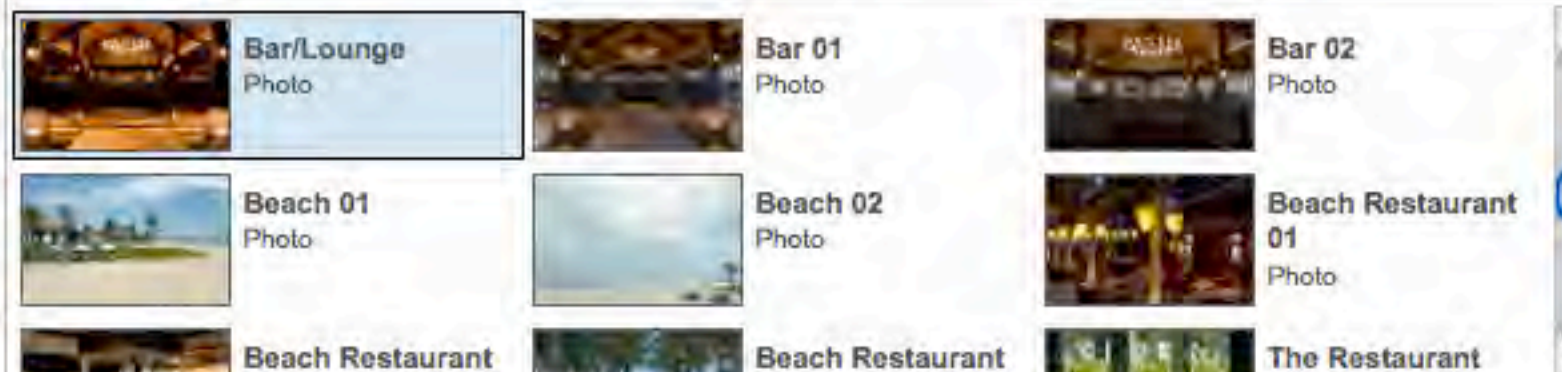 Bar/Lounge
Photo
Bar 01
Photo
Bar 02
Photo
Beach 01
Photo
Beach 02
Photo
Beach Restaurant
01
Photo
Beach Restaurant
Beach Restaurant
The Restaurant